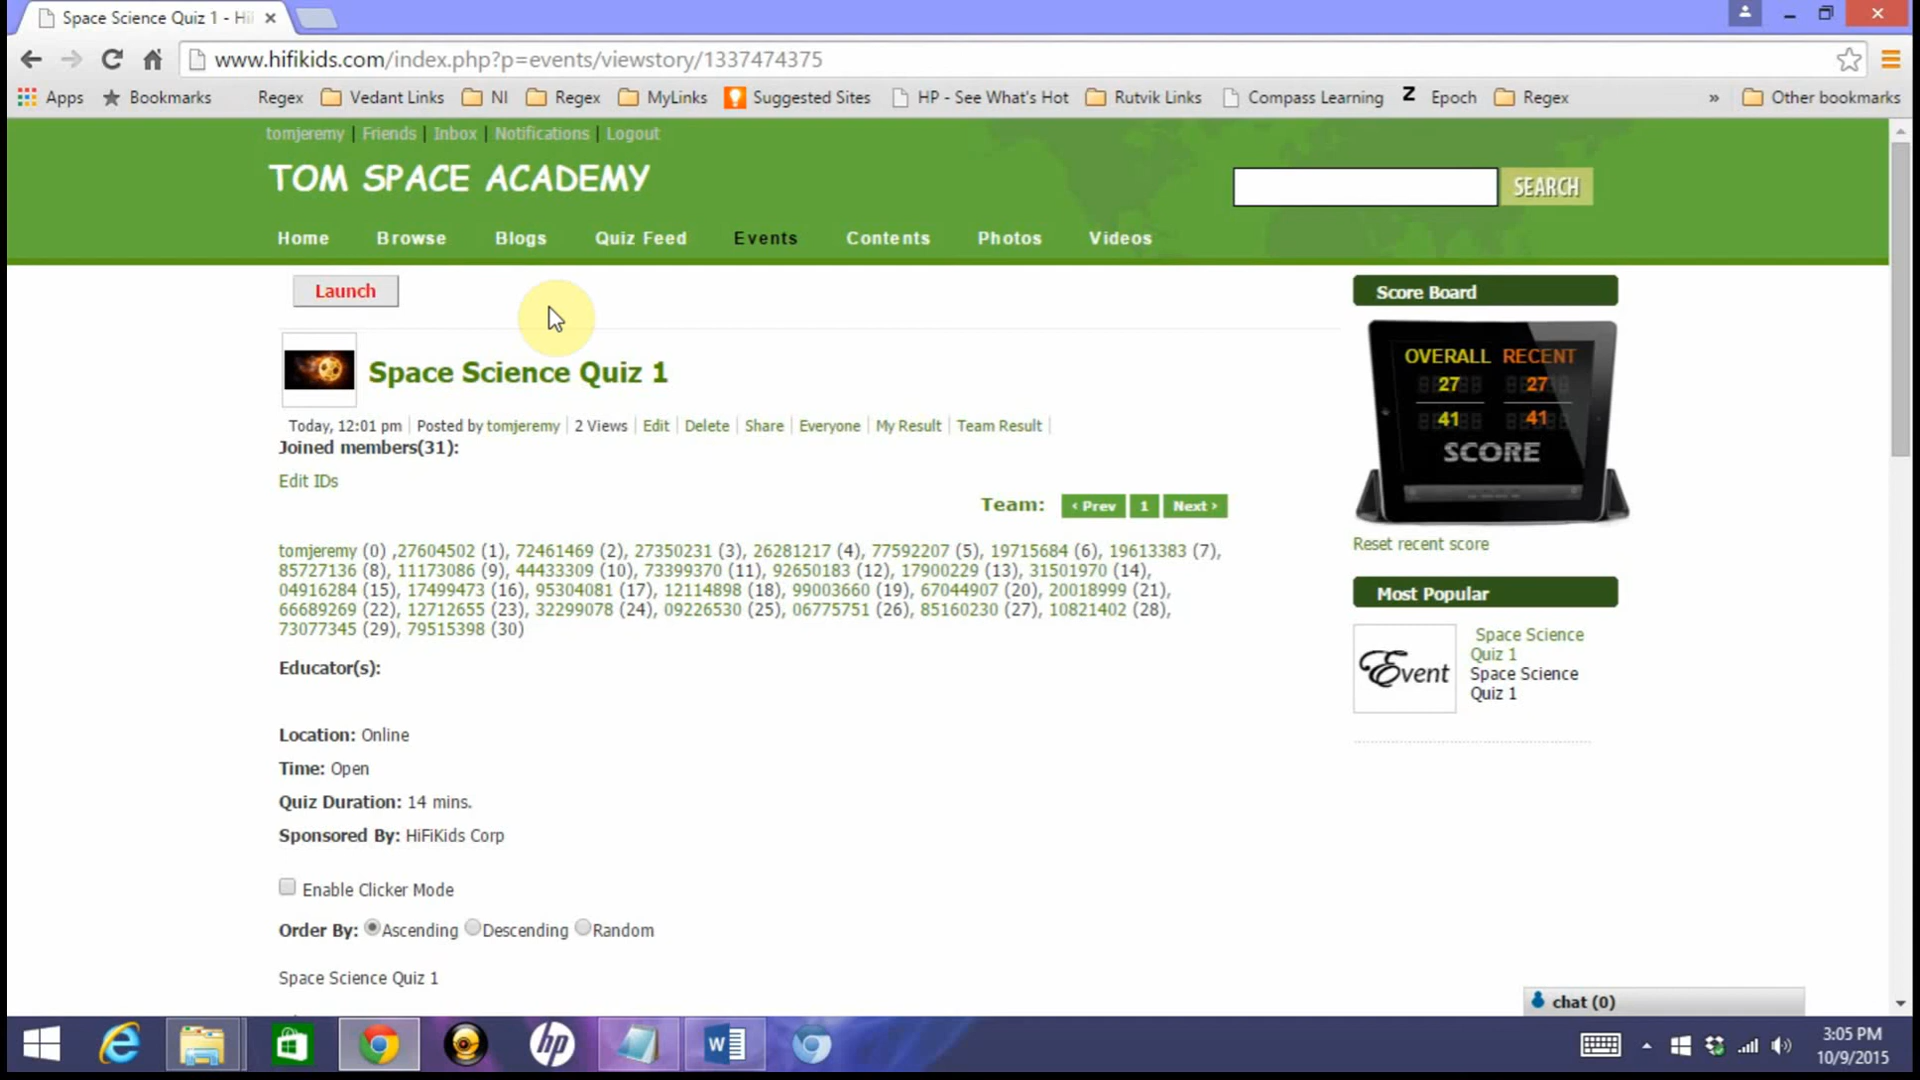 Space Science Quiz 1 - Hi
www.hifikids.com/index.php?p=events/viewstory/1337474375
Apps Bookmarks Regex Vedant Links NI Regex MyLinks Suggested Sites HP - See What's Hot Rutvik Links Compass Learning Z Epoch Regex » Other bookmarks
tomjeremy | Friends | Inbox | Notifications | Logout
TOM SPACE ACADEMY
SEARCH
Home Browse Blogs Quiz Feed Events Contents Photos Videos
Launch
Space Science Quiz 1
Today, 12:01 pm | Posted by tomjeremy | 2 Views | Edit | Delete | Share | Everyone | My Result | Team Result |
Joined members(31):
Edit IDs
Team: ‹ Prev 1 Next ›
tomjeremy (0) ,27604502 (1), 72461469 (2), 27350231 (3), 26281217 (4), 77592207 (5), 19715684 (6), 19613383 (7),
85727136 (8), 11173086 (9), 44433309 (10), 73399370 (11), 92650183 (12), 17900229 (13), 31501970 (14),
04916284 (15), 17499473 (16), 95304081 (17), 12114898 (18), 99003660 (19), 67044907 (20), 20018999 (21),
66689269 (22), 12712655 (23), 32299078 (24), 09226530 (25), 06775751 (26), 85160230 (27), 10821402 (28),
73077345 (29), 79515398 (30)
Educator(s):
Location: Online
Time: Open
Quiz Duration: 14 mins.
Sponsored By: HiFiKids Corp
Enable Clicker Mode
Order By: Ascending Descending Random
Space Science Quiz 1
Score Board
OVERALL RECENT
27 27
41 41
SCORE
Reset recent score
Most Popular
Event
Space Science
Quiz 1
Space Science
Quiz 1
chat (0)
hp
W
3:05 PM
10/9/2015